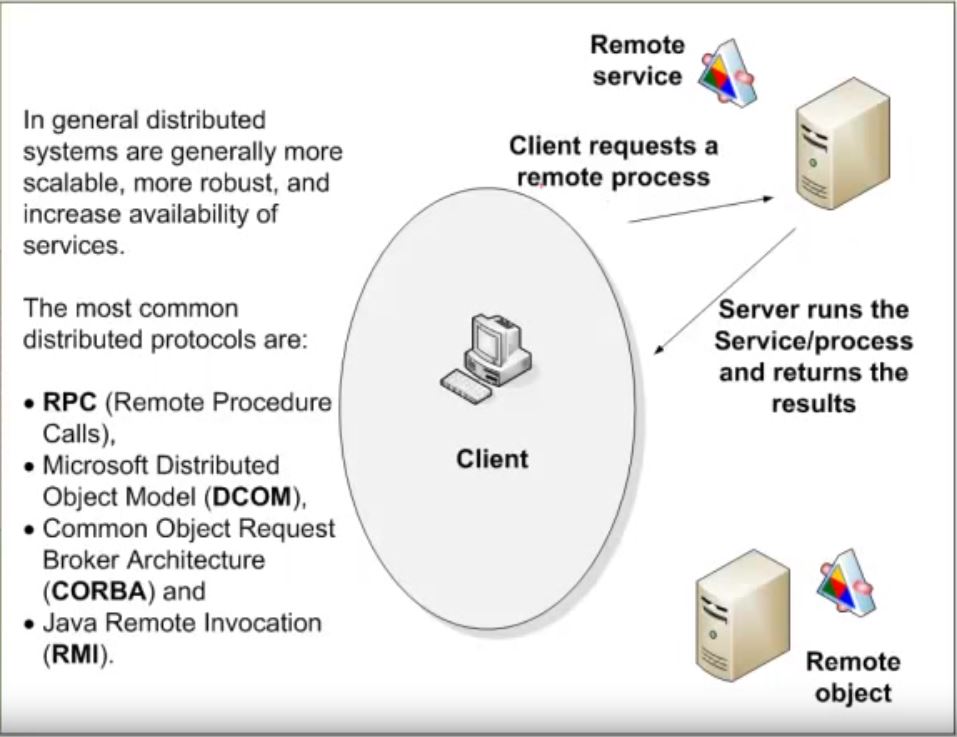 In general distributed
systems are generally more
scalable, more robust, and
increase availability of
services.
The most common
distributed protocols are:
• RPC (Remote Procedure
Calls),
• Microsoft Distributed
Object Model (DCOM),
• Common Object Request
Broker Architecture
(CORBA) and
• Java Remote Invocation
(RMI).
Remote
service
Client requests a
remote process
Server runs the
Service/process
and returns the
results
Client
Remote
object